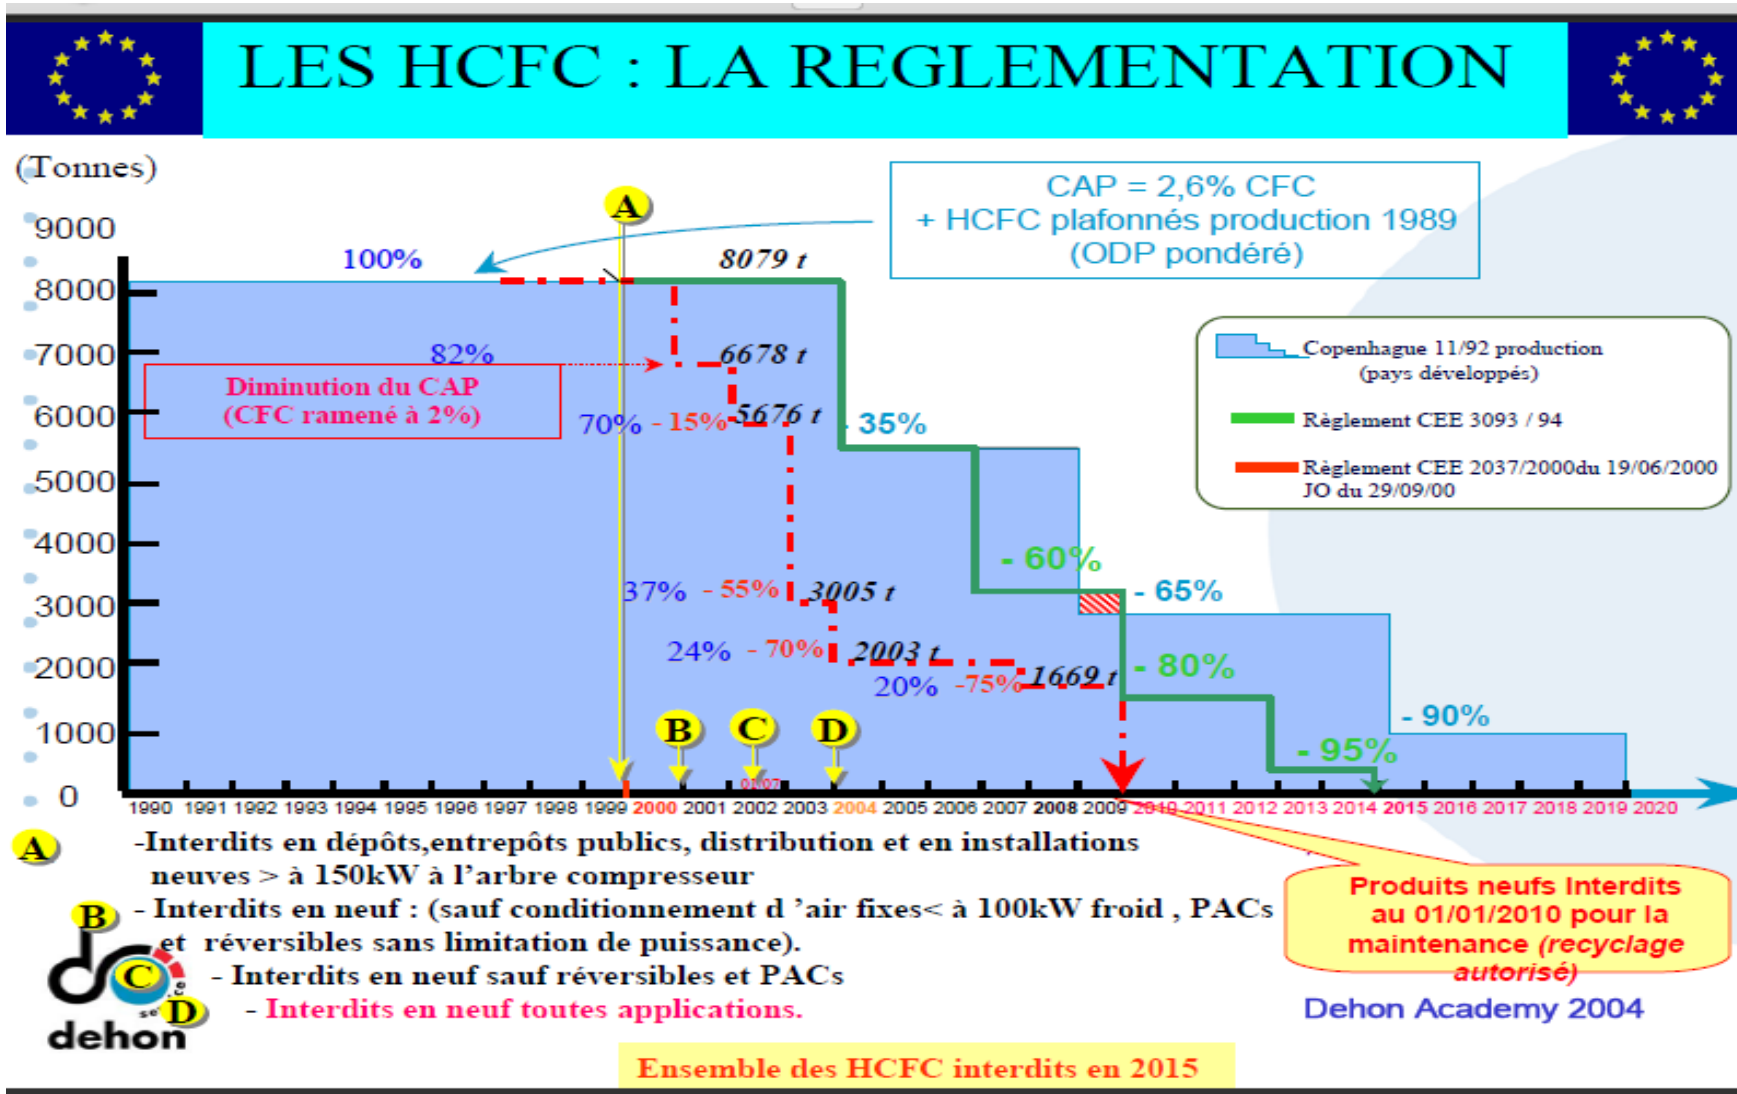 LES HCFC : LA REGLEMENTATION
(Tonnes)
CAP = 2,6% CFC
+ HCFC plafonnés production 1989
(ODP pondéré)
A
9000
100%
8079 t
8000
7000
82%
6678 t
Diminution du CAP
(CFC ramené à 2%)
6000
70% - 15% 5676 t
- 35%
Copenhague 11/92 production
(pays développés)
Règlement CEE 3093 / 94
Règlement CEE 2037/2000du 19/06/2000
JO du 29/09/00
5000
4000
- 60%
3000
37% - 55% 3005 t
- 65%
2000
24% - 70% 2003 t
- 80%
20% -75% 1669 t
1000
B C D
- 90%
- 95%
0
01/07
1990 1991 1992 1993 1994 1995 1996 1997 1998 1999 2000 2001 2002 2003 2004 2005 2006 2007 2008 2009 2010 2011 2012 2013 2014 2015 2016 2017 2018 2019 2020
A -Interdits en dépôts,entrepôts publics, distribution et en installations
neuves > à 150kW à l'arbre compresseur
B - Interdits en neuf : (sauf conditionnement d 'air fixes< à 100kW froid , PACs
et réversibles sans limitation de puissance).
C - Interdits en neuf sauf réversibles et PACs
D - Interdits en neuf toutes applications.
dehon
Produits neufs Interdits
au 01/01/2010 pour la
maintenance (recyclage
autorisé)
Dehon Academy 2004
Ensemble des HCFC interdits en 2015